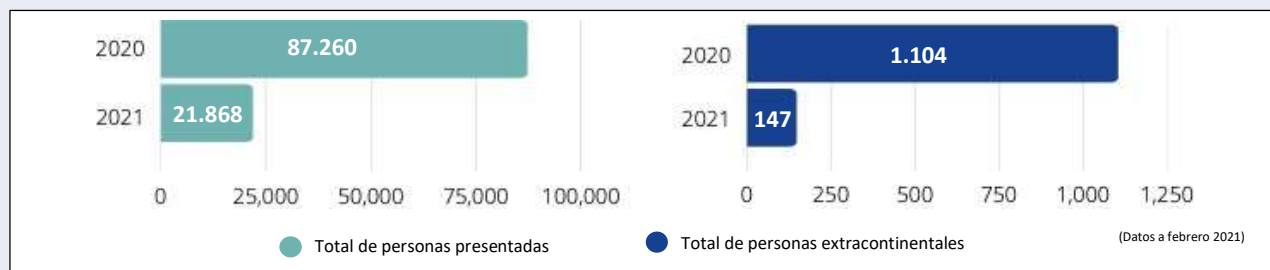 2020
87.260
2021
21.868
0 25,000 50,000 75,000 100,000
2020
1.104
2021
147
0 250 500 750 1,000 1,250
Total de personas presentadas
Total de personas extracontinentales
(Datos a febrero 2021)